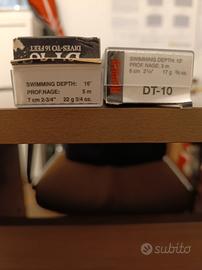 DIVES-TO-FEET
SWIMMING DEPTH: 16'
PROF.NAGE: 5 m
7 cm 2-3/4" 22 g 3/4 oz.
SWIMMING DEPTH: 10'
PROF.NAGE: 3 m
6 cm 2¼" 17 g ⅝ oz.
DT-10
subito